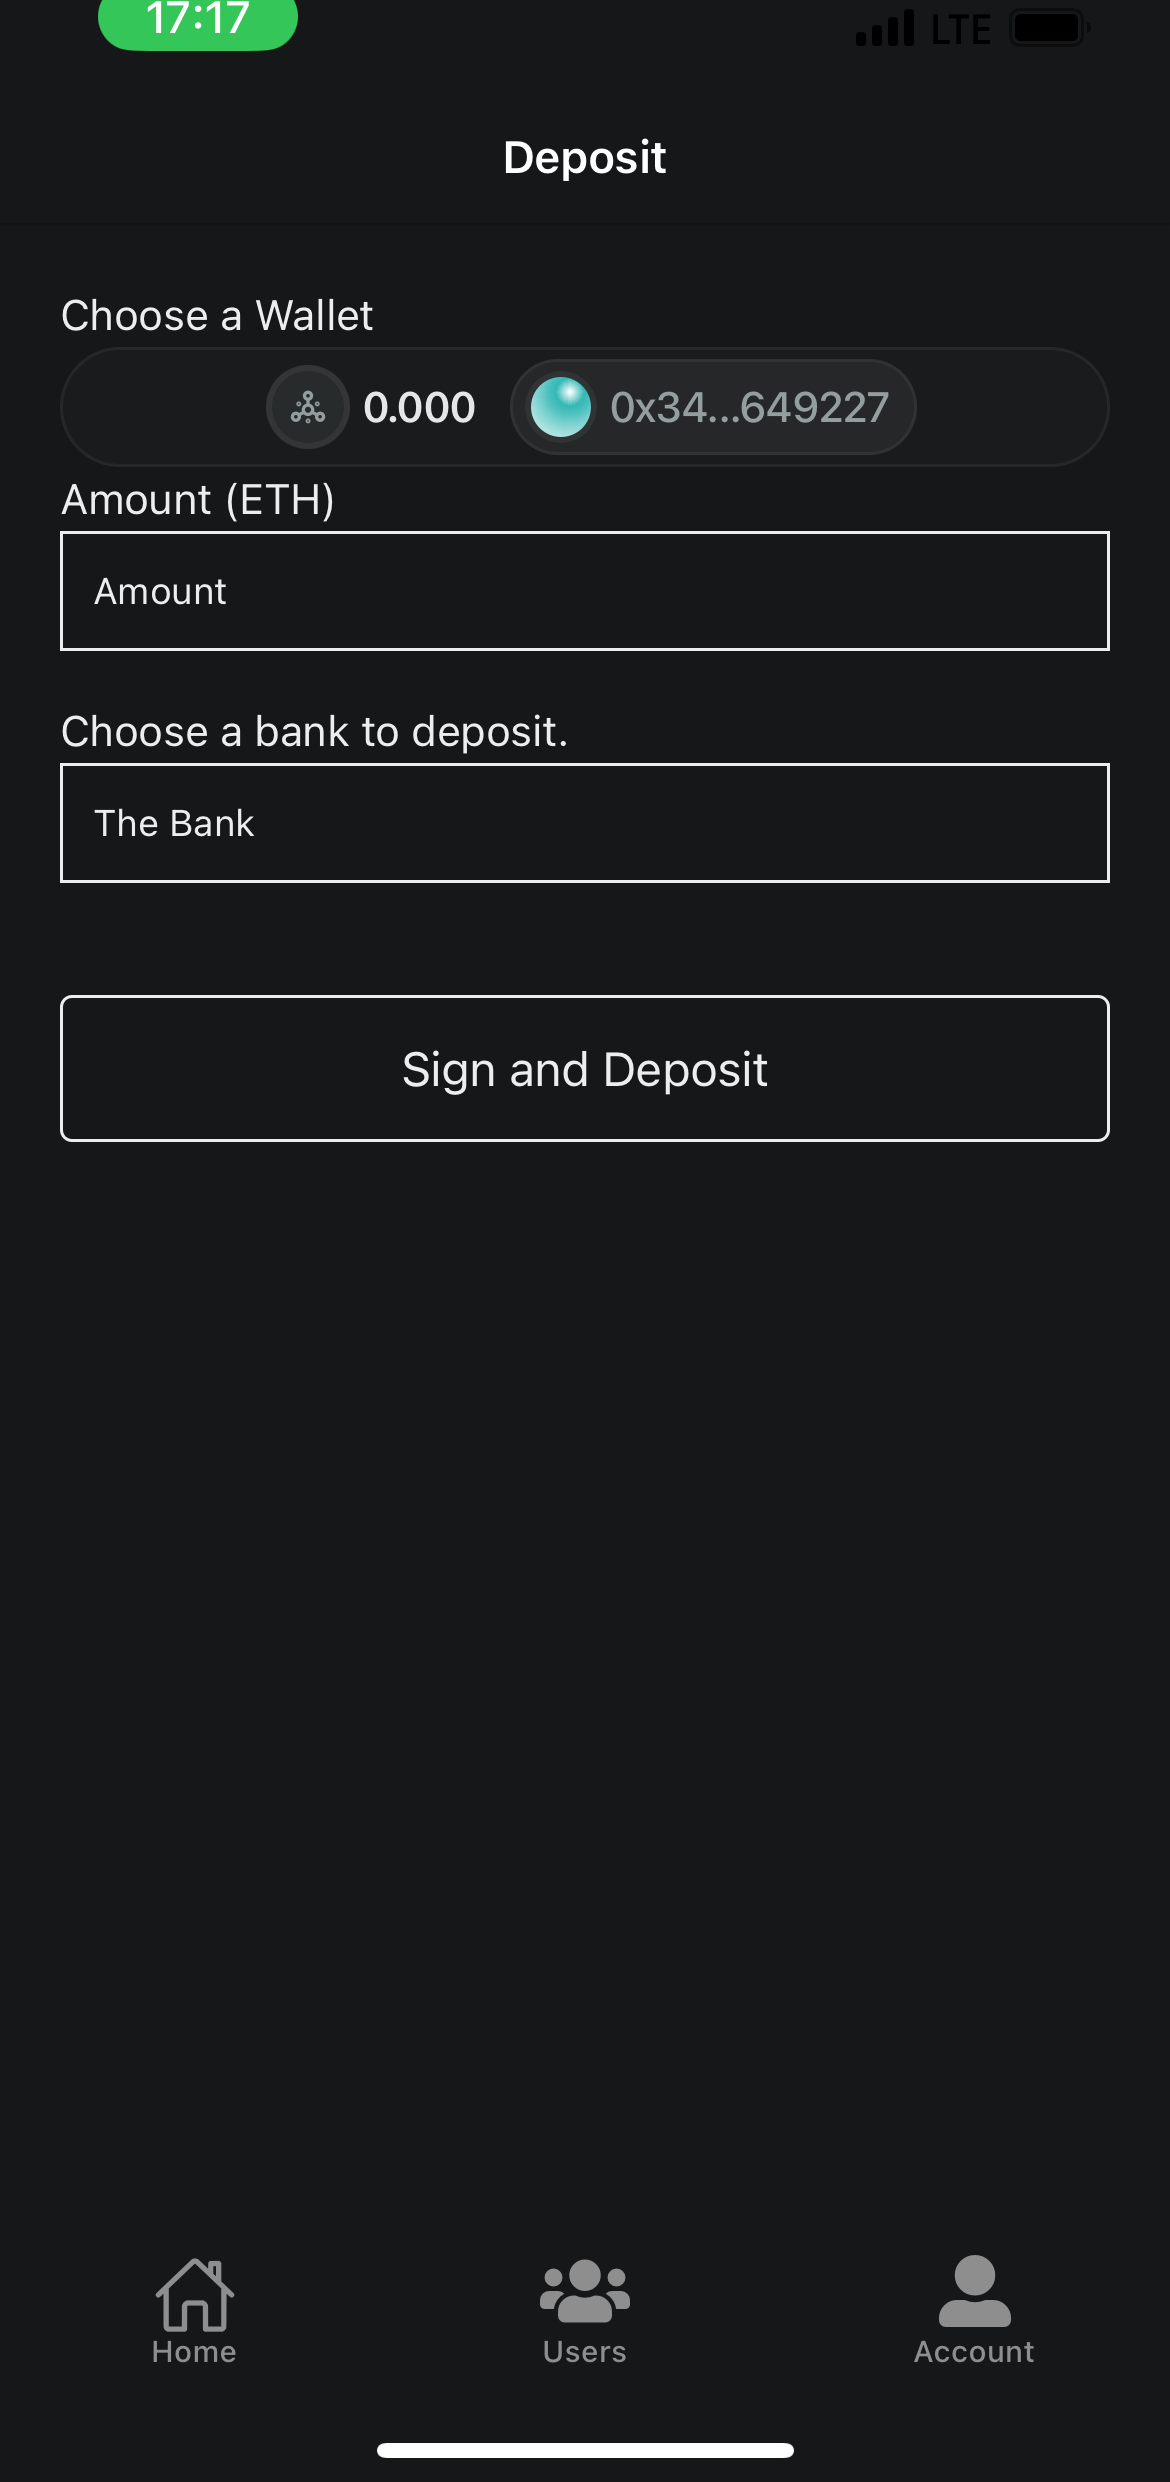 17:17 LTE
Deposit
Choose a Wallet
0.000 0x34...649227
Amount (ETH)
Amount
Choose a bank to deposit.
The Bank
Sign and Deposit
Home Users Account